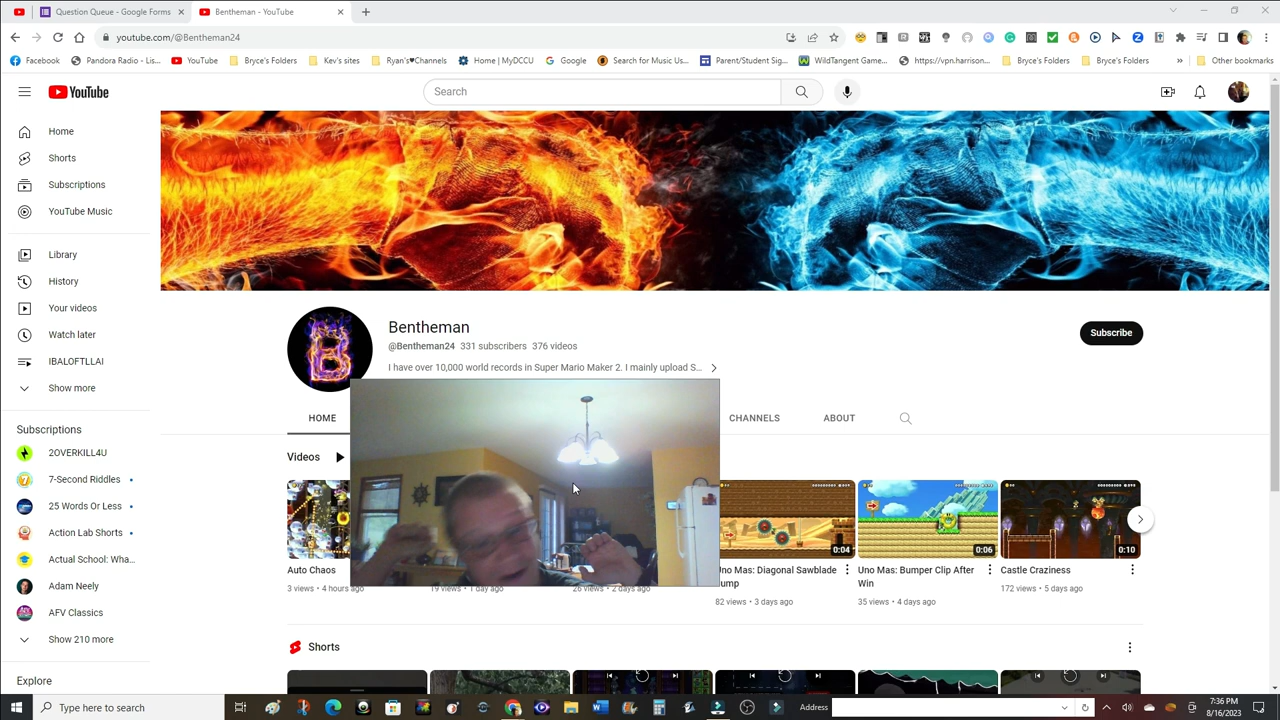 Question Queue - Google Forms
Bentheman - YouTube
youtube.com/@Bentheman24
Facebook
Pandora Radio - Lis...
YouTube
Bryce's Folders
Kev's sites
Ryan's♥Channels
Home | MyDCCU
Google
Search for Music Us...
Parent/Student Sig...
WildTangent Game...
https://vpn.harrison...
Bryce's Folders
Bryce's Folders
»
Other bookmarks
YouTube
Search
Home
Shorts
Subscriptions
YouTube Music
Library
History
Your videos
Watch later
IBALOFTLLAI
Show more
Subscriptions
2OVERKILL4U
7-Second Riddles
25 Words Or Less
Action Lab Shorts
Actual School: Wha...
Adam Neely
AFV Classics
Show 210 more
Explore
B
Bentheman
@Bentheman24 331 subscribers 376 videos
I have over 10,000 world records in Super Mario Maker 2. I mainly upload S...
Subscribe
HOME
CHANNELS
ABOUT
Videos
Auto Chaos
3 views • 4 hours ago
19 views • 1 day ago
26 views • 2 days ago
0:04
Uno Mas: Diagonal Sawblade
Jump
82 views • 3 days ago
0:06
Uno Mas: Bumper Clip After
Win
35 views • 4 days ago
0:10
Castle Craziness
172 views • 5 days ago
Shorts
Type here to search
Address
7:36 PM
8/16/2023